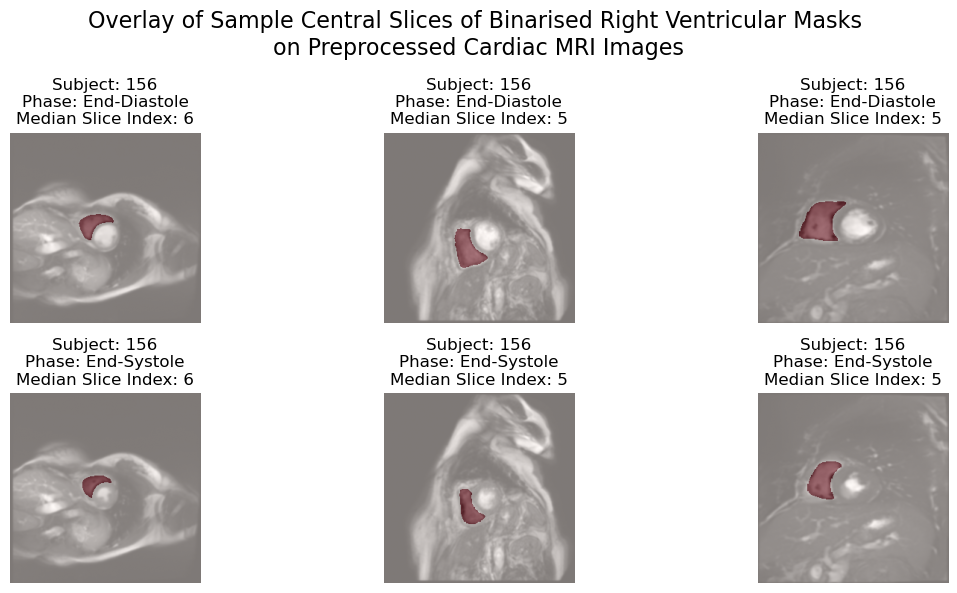 Overlay of Sample Central Slices of Binarised Right Ventricular Masks
on Preprocessed Cardiac MRI Images
Subject: 156
Phase: End-Diastole
Median Slice Index: 6
Subject: 156
Phase: End-Diastole
Median Slice Index: 5
Subject: 156
Phase: End-Diastole
Median Slice Index: 5
Subject: 156
Phase: End-Systole
Median Slice Index: 6
Subject: 156
Phase: End-Systole
Median Slice Index: 5
Subject: 156
Phase: End-Systole
Median Slice Index: 5